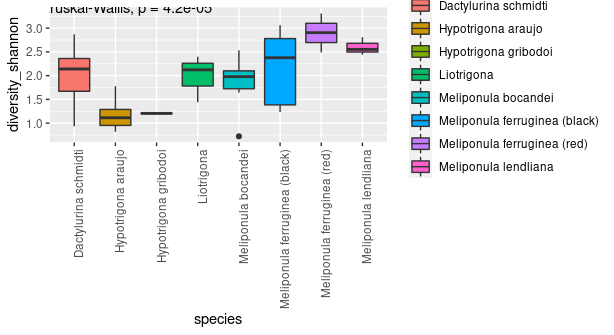 ruskal-Wallis, p = 4.2e-05
diversity_shannon
3.0
2.5
2.0
1.5
1.0
Dactylurina schmidti
Hypotrigona araujo
Hypotrigona gribodoi
Liotrigona
Meliponula bocandei
Meliponula ferruginea (black)
Meliponula ferruginea (red)
Meliponula lendliana
species
Dactylurina schmidti
Hypotrigona araujo
Hypotrigona gribodoi
Liotrigona
Meliponula bocandei
Meliponula ferruginea (black)
Meliponula ferruginea (red)
Meliponula lendliana